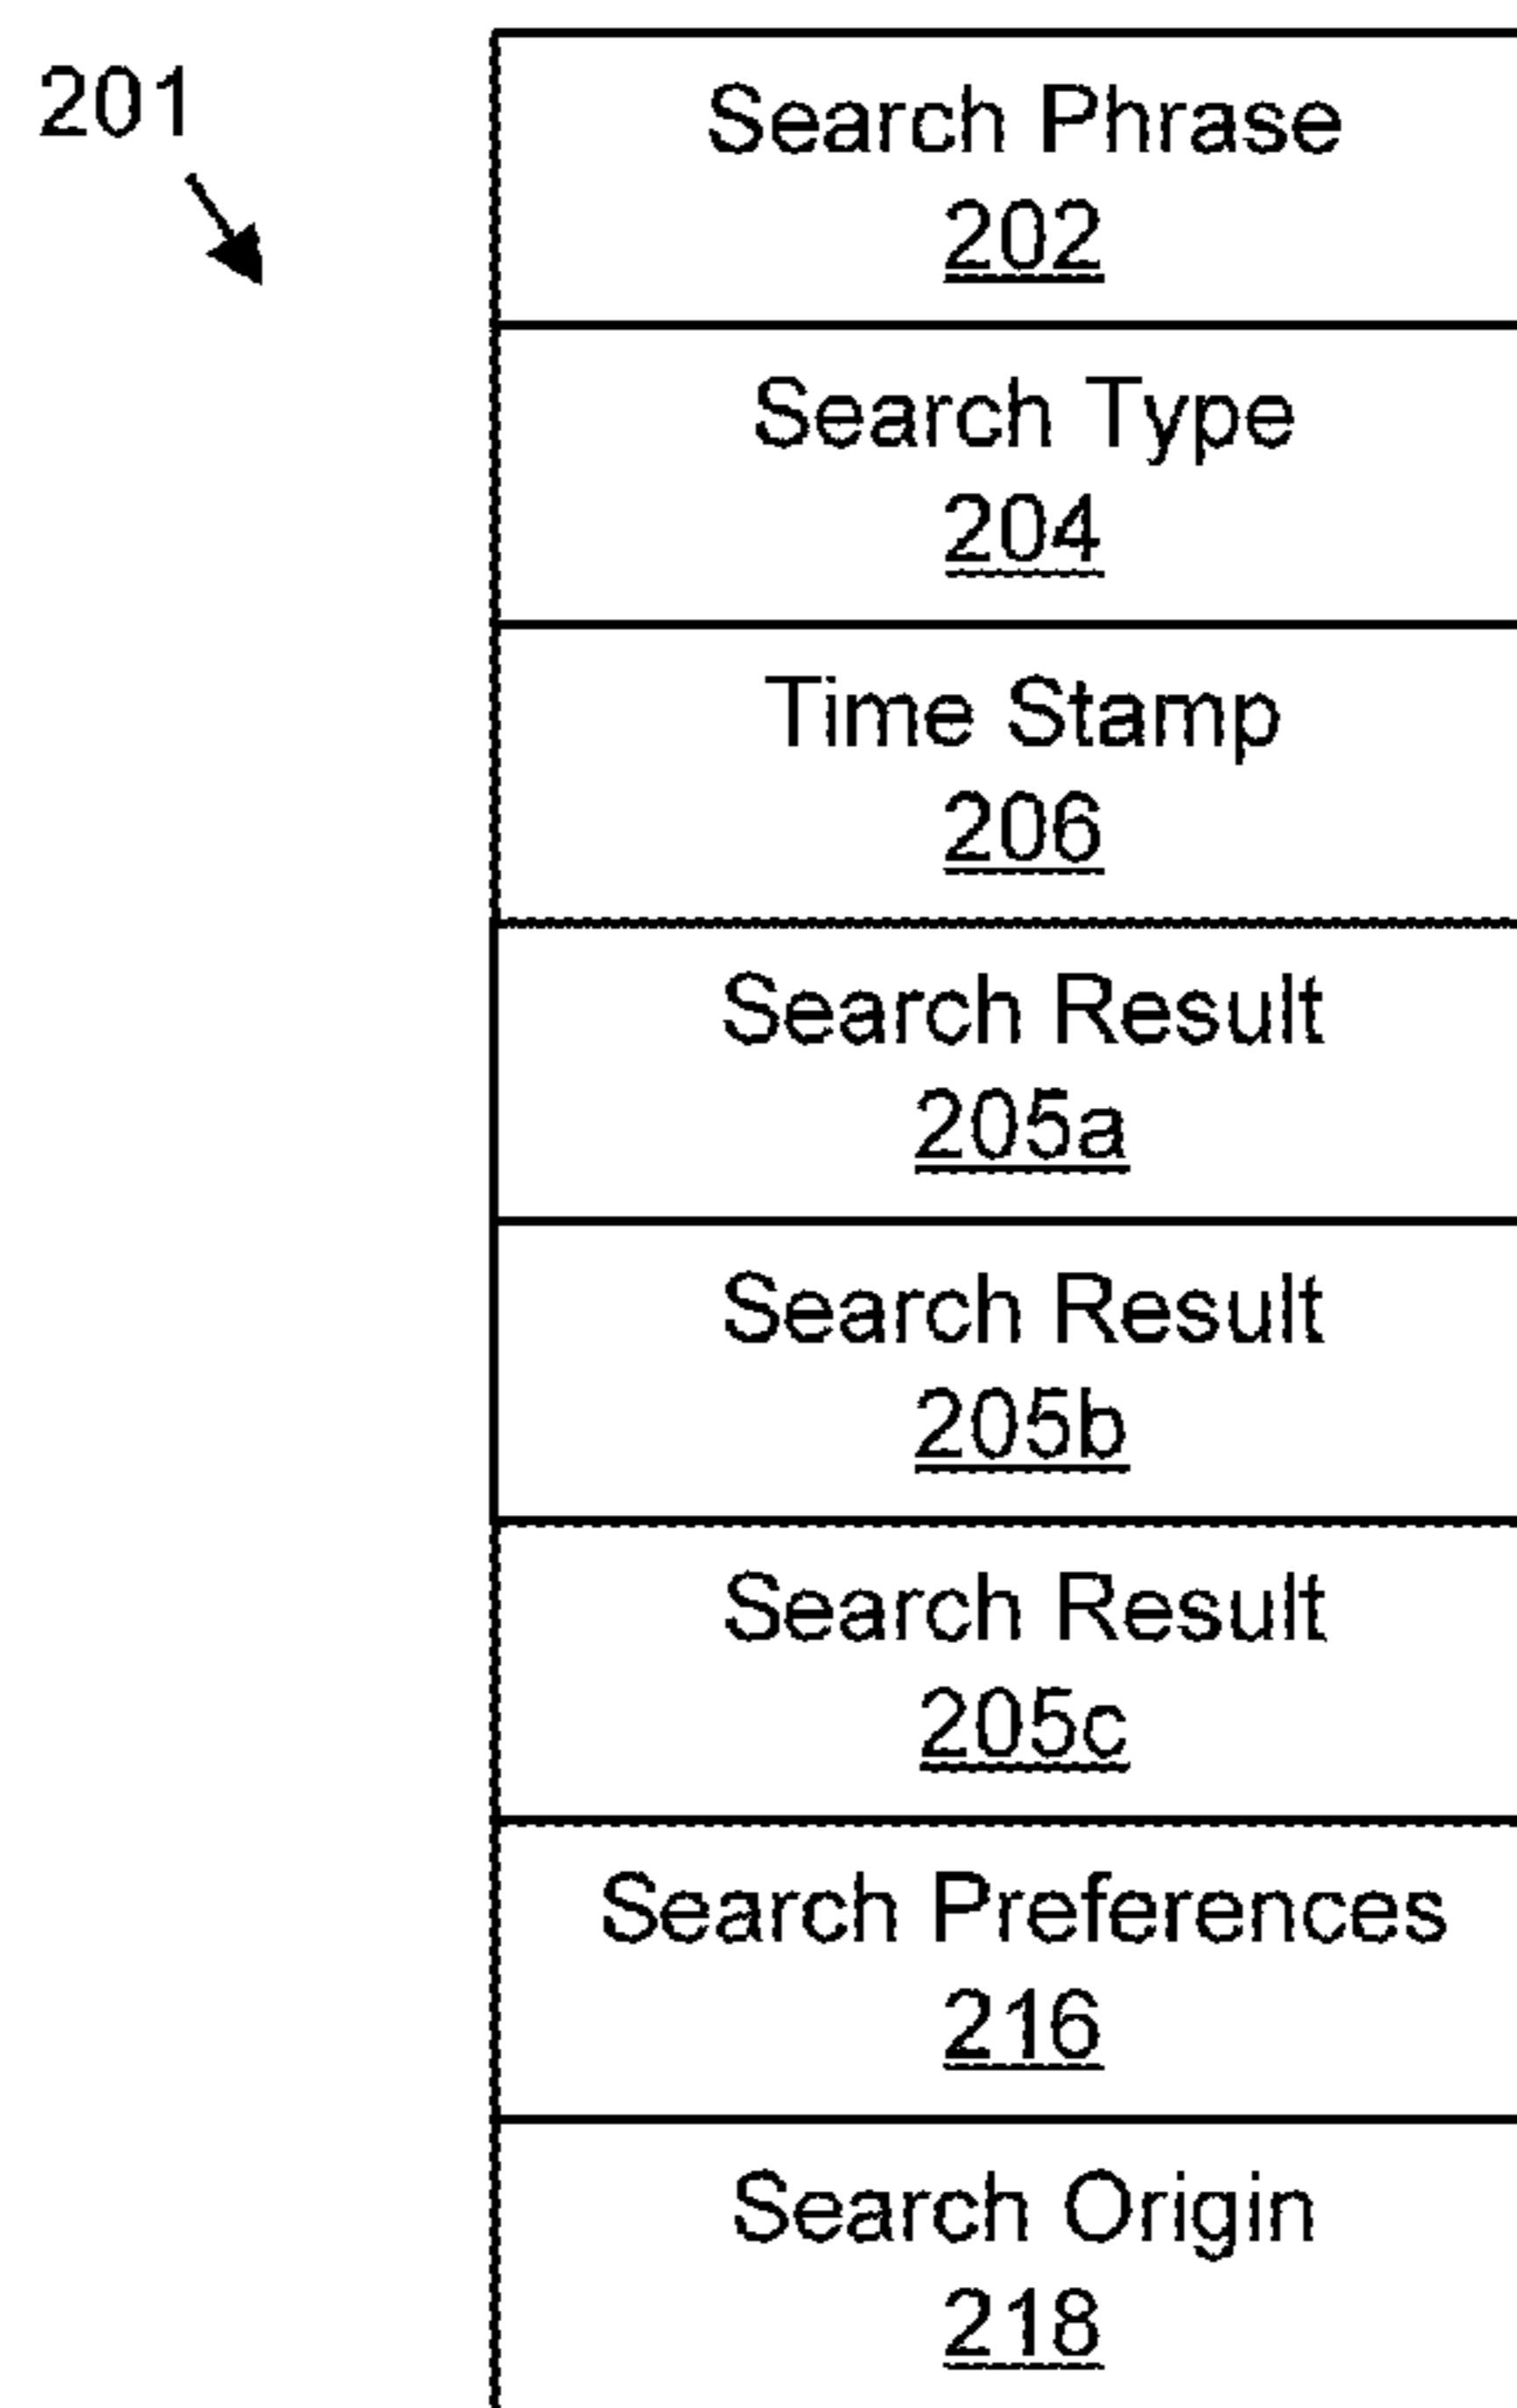 201
Search Phrase
202
Search Type
204
Time Stamp
206
Search Result
205a
Search Result
205b
Search Result
205c
Search Preferences
216
Search Origin
218